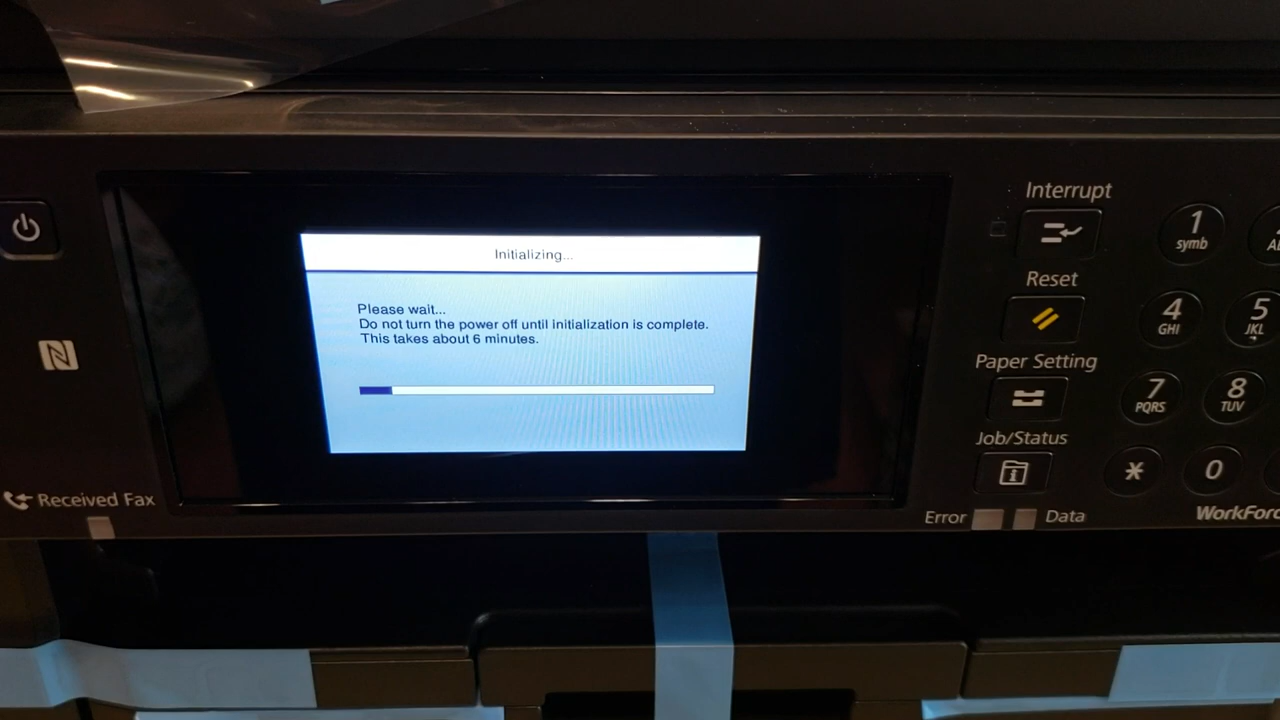 Initializing...
Please wait...
Do not turn the power off until initialization is complete.
This takes about 6 minutes.
Received Fax
Interrupt
Reset
Paper Setting
Job/Status
Error
Data
1
symb
4
GHI
5
JKL
7
PQRS
8
TUV
*
0